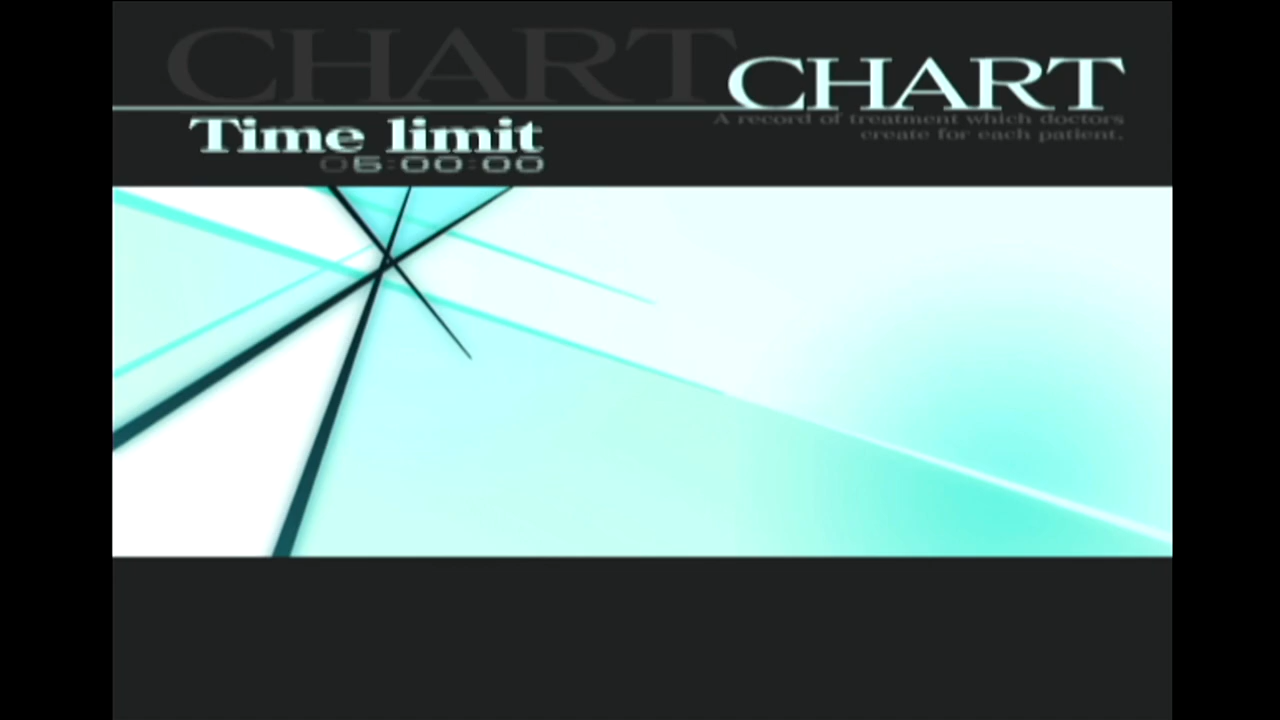 CHART
CHART
A record of treatment which doctors
create for each patient.
Time limit
05:00:00